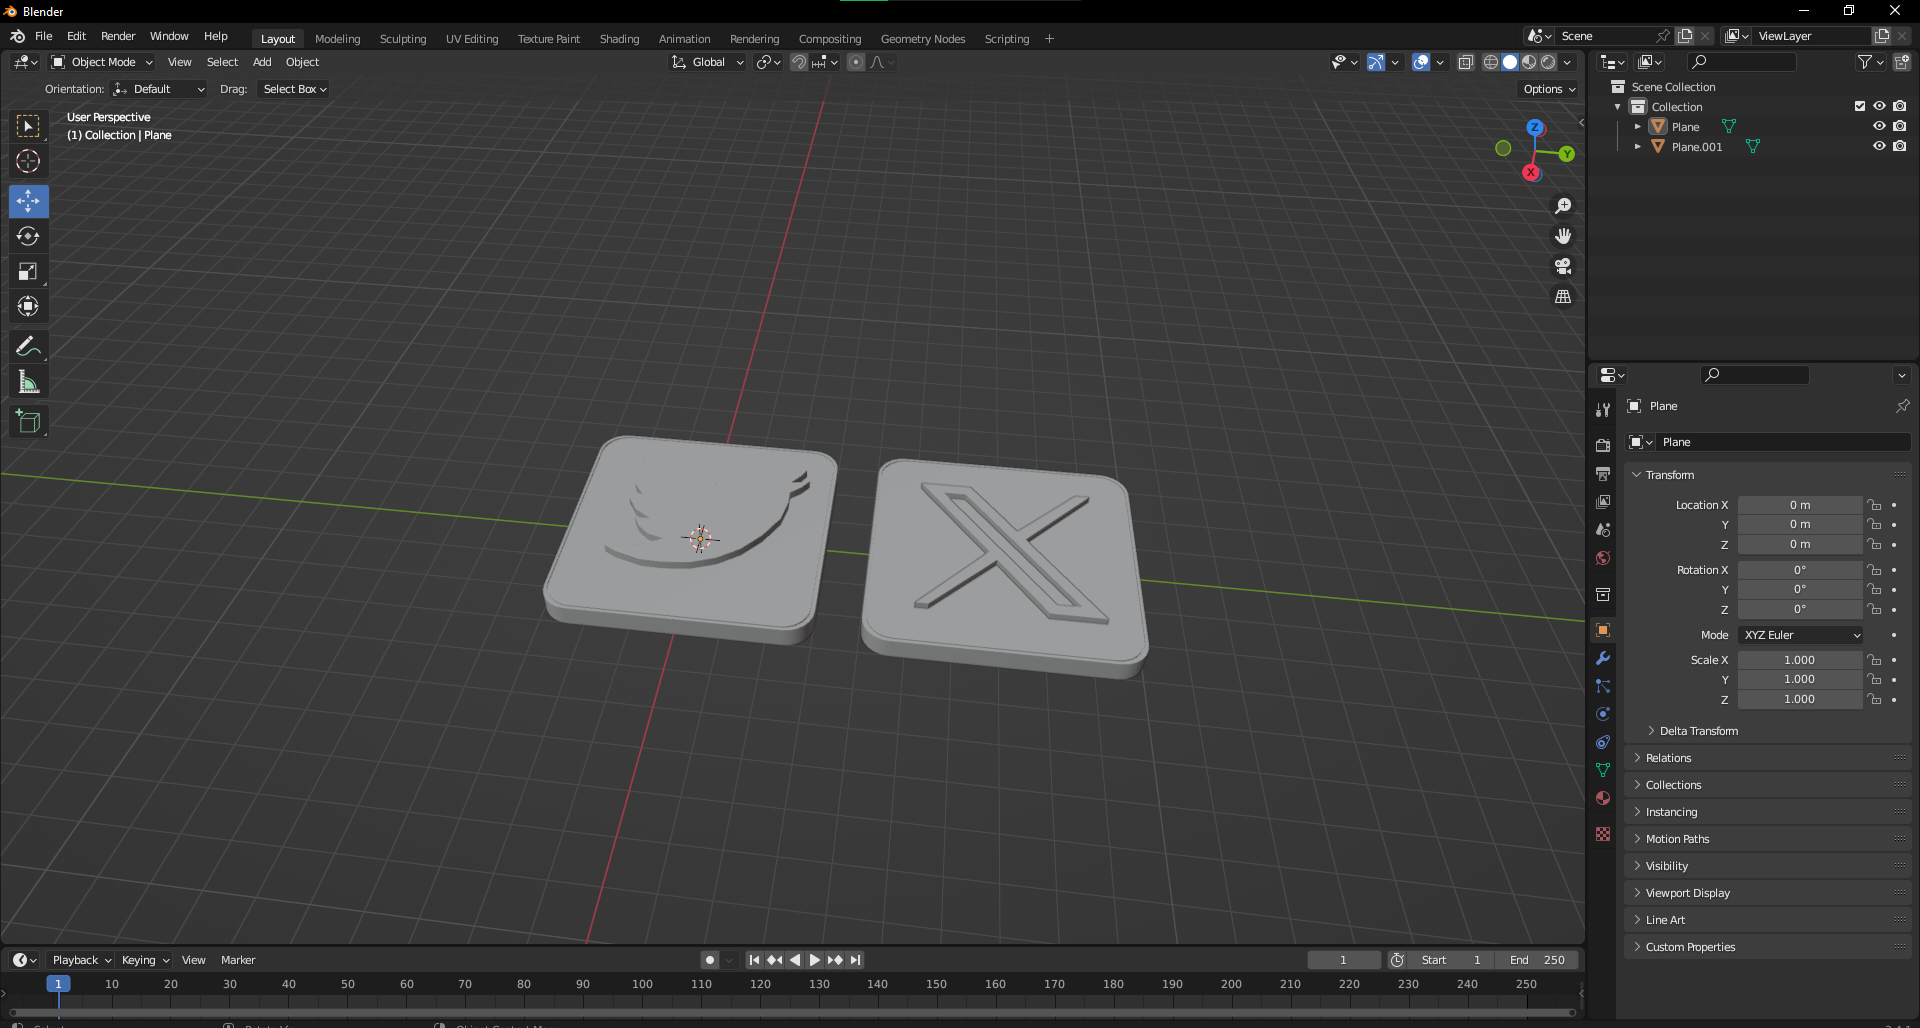 Blender
File Edit Render Window Help Layout Modeling Sculpting UV Editing Texture Paint Shading Animation Rendering Compositing Geometry Nodes Scripting + Scene ViewLayer
Object Mode View Select Add Object Global
Orientation: Default Drag: Select Box Options
User Perspective
(1) Collection | Plane
Z
Y
X
Scene Collection
Collection
Plane
Plane.001
Plane
Plane
Transform
Location X 0 m
Y 0 m
Z 0 m
Rotation X 0°
Y 0°
Z 0°
Mode XYZ Euler
Scale X 1.000
Y 1.000
Z 1.000
Delta Transform
Relations
Collections
Instancing
Motion Paths
Visibility
Viewport Display
Line Art
Custom Properties
Playback Keying View Marker 1 Start 1 End 250
1 10 20 30 40 50 60 70 80 90 100 110 120 130 140 150 160 170 180 190 200 210 220 230 240 250